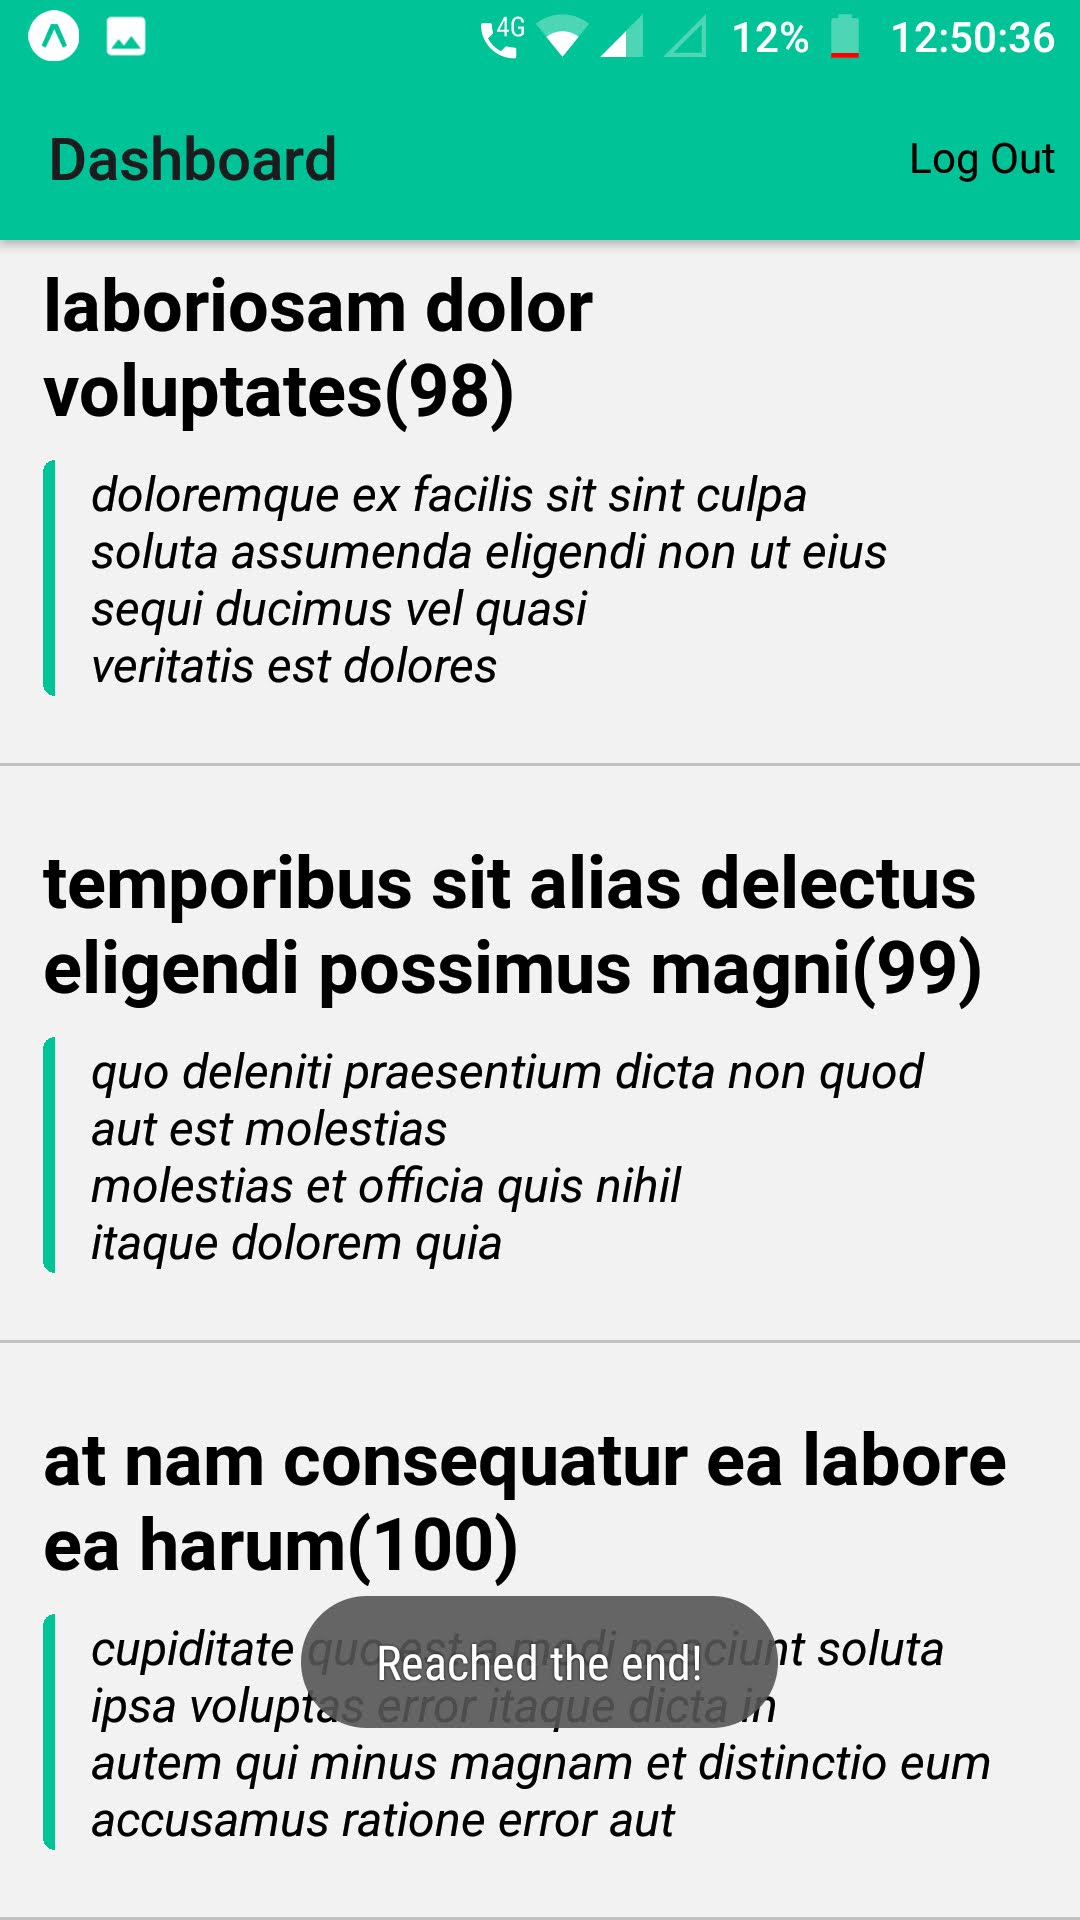 4G 12% 12:50:36
Dashboard
Log Out
laboriosam dolor
voluptates(98)
doloremque ex facilis sit sint culpa
soluta assumenda eligendi non ut eius
sequi ducimus vel quasi
veritatis est dolores
temporibus sit alias delectus
eligendi possimus magni(99)
quo deleniti praesentium dicta non quod
aut est molestias
molestias et officia quis nihil
itaque dolorem quia
at nam consequatur ea labore
ea harum(100)
cupiditate quo est a modi nesciunt soluta
ipsa voluptas error itaque dicta in
autem qui minus magnam et distinctio eum
accusamus ratione error aut
Reached the end!